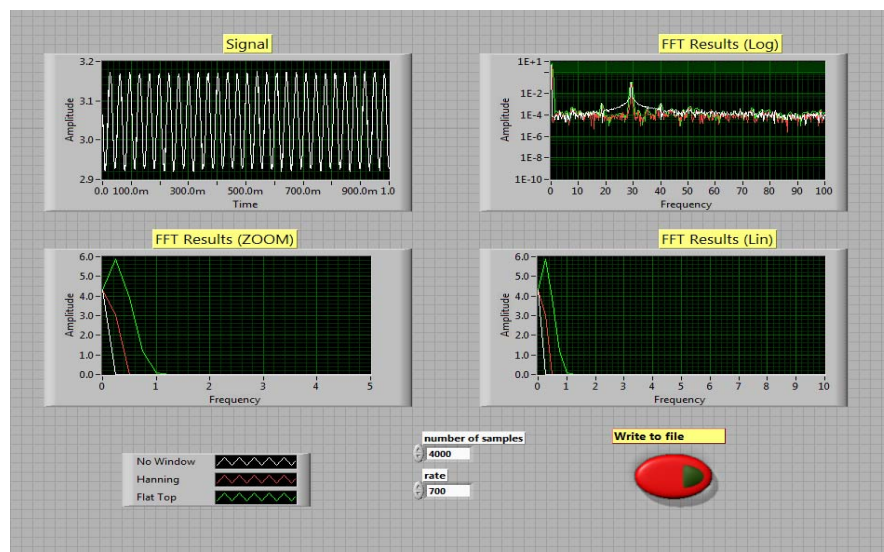 Signal
3.2
3.1
3.0
2.9
Amplitude
0.0 100.0m 300.0m 500.0m 700.0m 900.0m 1.0
Time
FFT Results (Log)
1E+1
1E-2
1E-4
1E-6
1E-8
1E-10
Amplitude
0 10 20 30 40 50 60 70 80 90 100
Frequency
FFT Results (ZOOM)
6.0
5.0
4.0
3.0
2.0
1.0
0.0
Amplitude
0 1 2 3 4 5
Frequency
FFT Results (Lin)
6.0
5.0
4.0
3.0
2.0
1.0
0.0
Amplitude
0 1 2 3 4 5 6 7 8 9 10
Frequency
No Window
Hanning
Flat Top
number of samples
4000
rate
700
Write to file